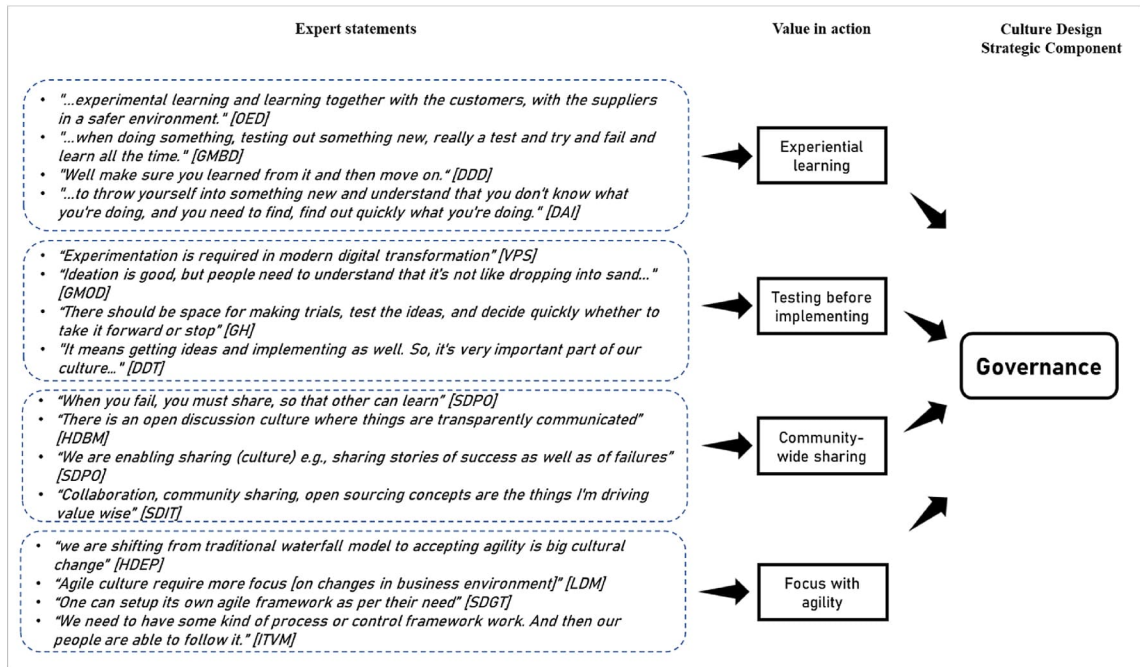 Expert statements
Value in action
Culture Design
Strategic Component
• "...experimental learning and learning together with the customers, with the suppliers
in a safer environment." [OED]
• "...when doing something, testing out something new, really a test and try and fail and
learn all the time." [GMBD]
• "Well make sure you learned from it and then move on." [DDD]
• "...to throw yourself into something new and understand that you don't know what
you're doing, and you need to find, find out quickly what you're doing." [DAI]
Experiential
learning
• "Experimentation is required in modern digital transformation" [VPS]
• "Ideation is good, but people need to understand that it's not like dropping into sand..."
[GMOD]
• "There should be space for making trials, test the ideas, and decide quickly whether to
take it forward or stop" [GH]
• "It means getting ideas and implementing as well. So, it's very important part of our
culture..." [DDT]
Testing before
implementing
Governance
• "When you fail, you must share, so that other can learn" [SDPO]
• "There is an open discussion culture where things are transparently communicated"
[HDBM]
• "We are enabling sharing (culture) e.g., sharing stories of success as well as of failures"
[SDPO]
• "Collaboration, community sharing, open sourcing concepts are the things I'm driving
value wise" [SDIT]
Community-
wide sharing
• "we are shifting from traditional waterfall model to accepting agility is big cultural
change" [HDEP]
• "Agile culture require more focus [on changes in business environment]" [LDM]
• "One can setup its own agile framework as per their need" [SDGT]
• "We need to have some kind of process or control framework work. And then our
people are able to follow it." [ITVM]
Focus with
agility